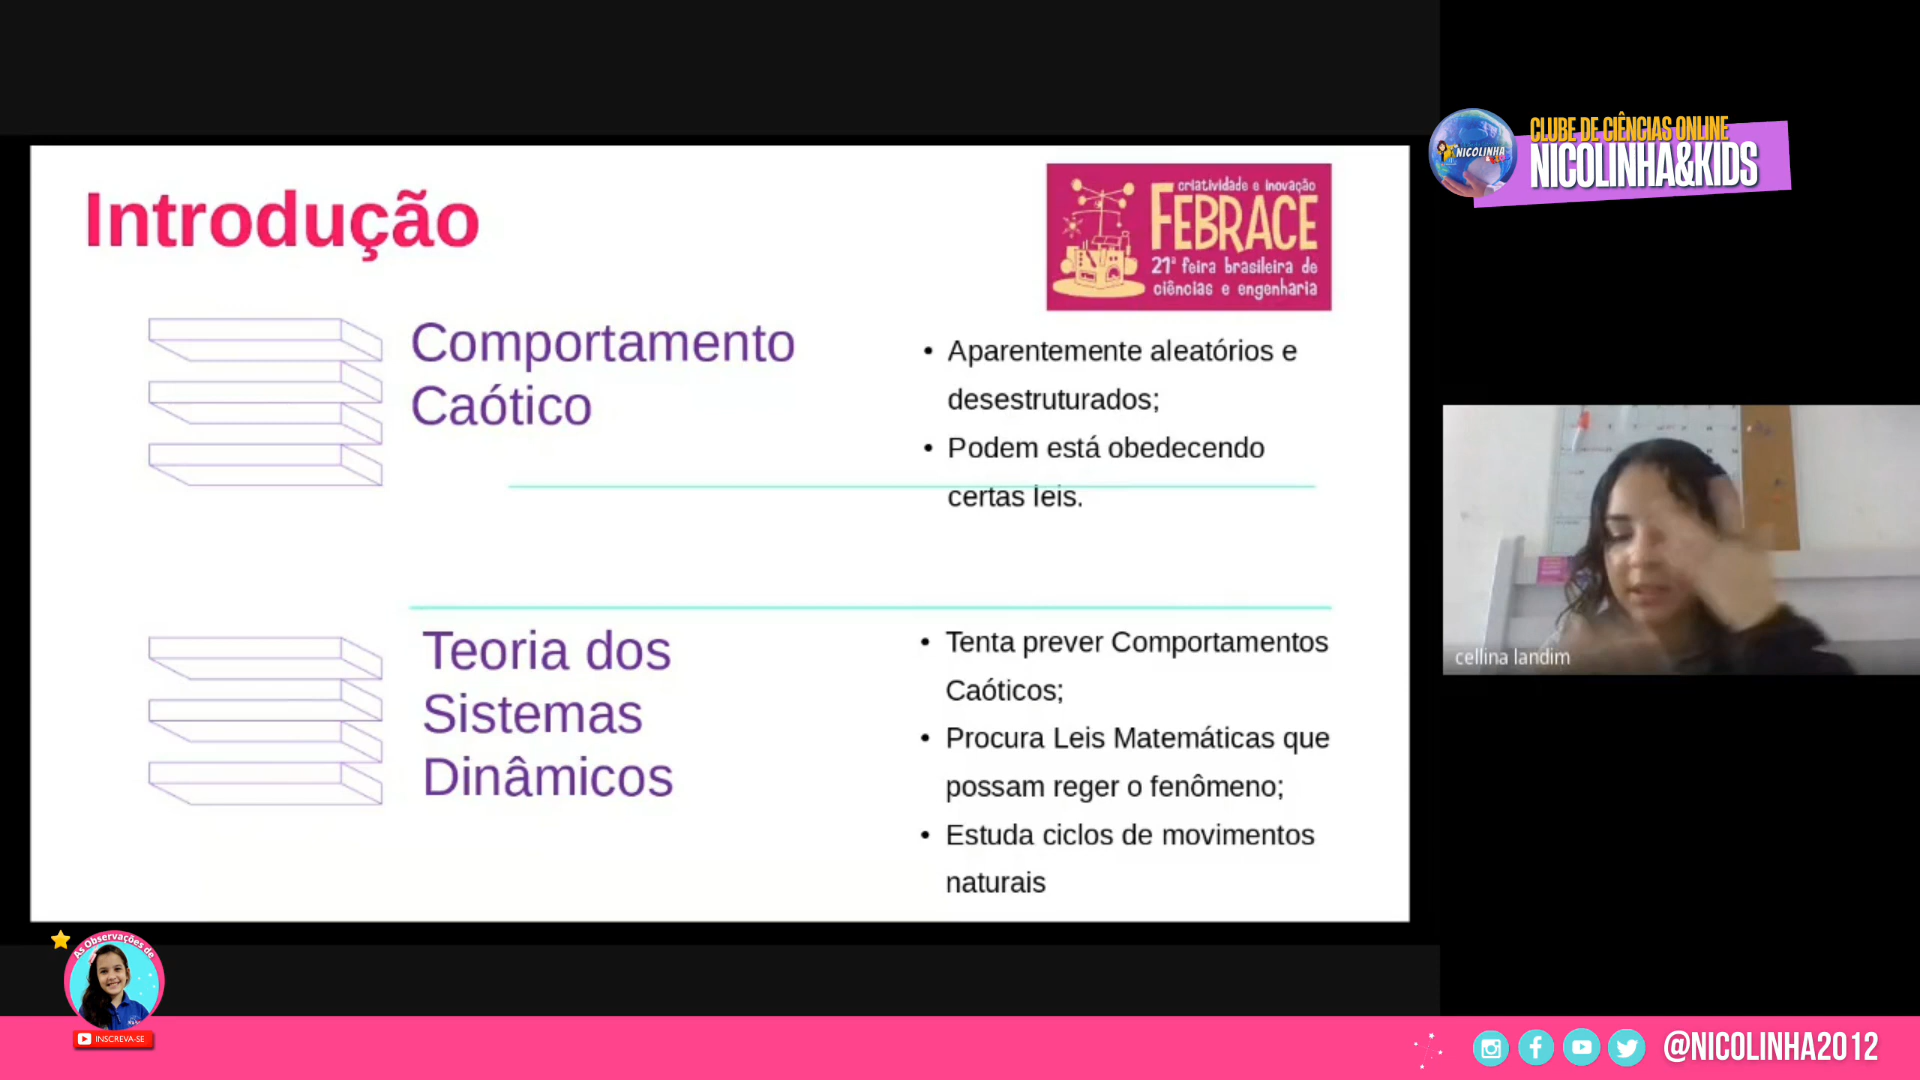 CLUBE DE CIÊNCIAS ONLINE
NICOLINHA
NICOLINHA&KIDS
Introdução
criatividade e inovação
FEBRACE
21ª feira brasileira de
ciências e engenharia
Comportamento
Caótico
• Aparentemente aleatórios e
desestruturados;
• Podem está obedecendo
certas leis.
cellina landim
Teoria dos
Sistemas
Dinâmicos
• Tenta prever Comportamentos
Caóticos;
• Procura Leis Matemáticas que
possam reger o fenômeno;
• Estuda ciclos de movimentos
naturais
As Observações de
INSCREVA-SE
@NICOLINHA2012